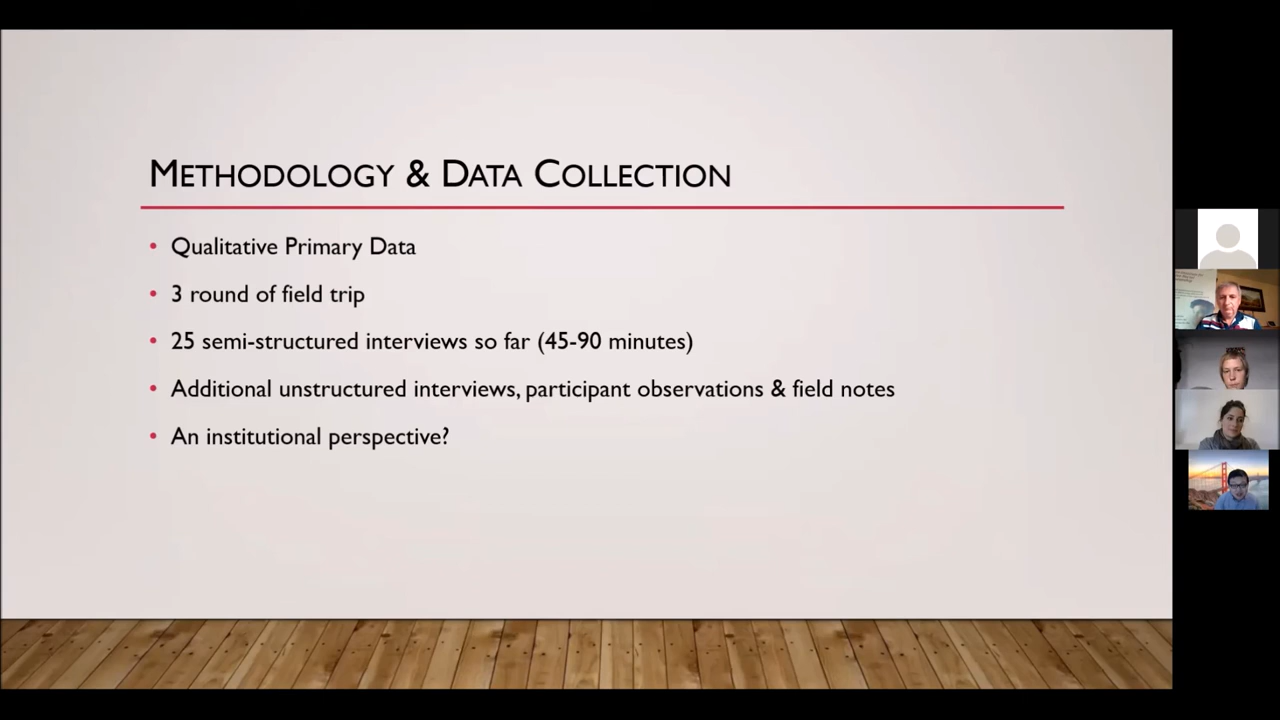 METHODOLOGY & DATA COLLECTION
• Qualitative Primary Data
• 3 round of field trip
• 25 semi-structured interviews so far (45-90 minutes)
• Additional unstructured interviews, participant observations & field notes
• An institutional perspective?